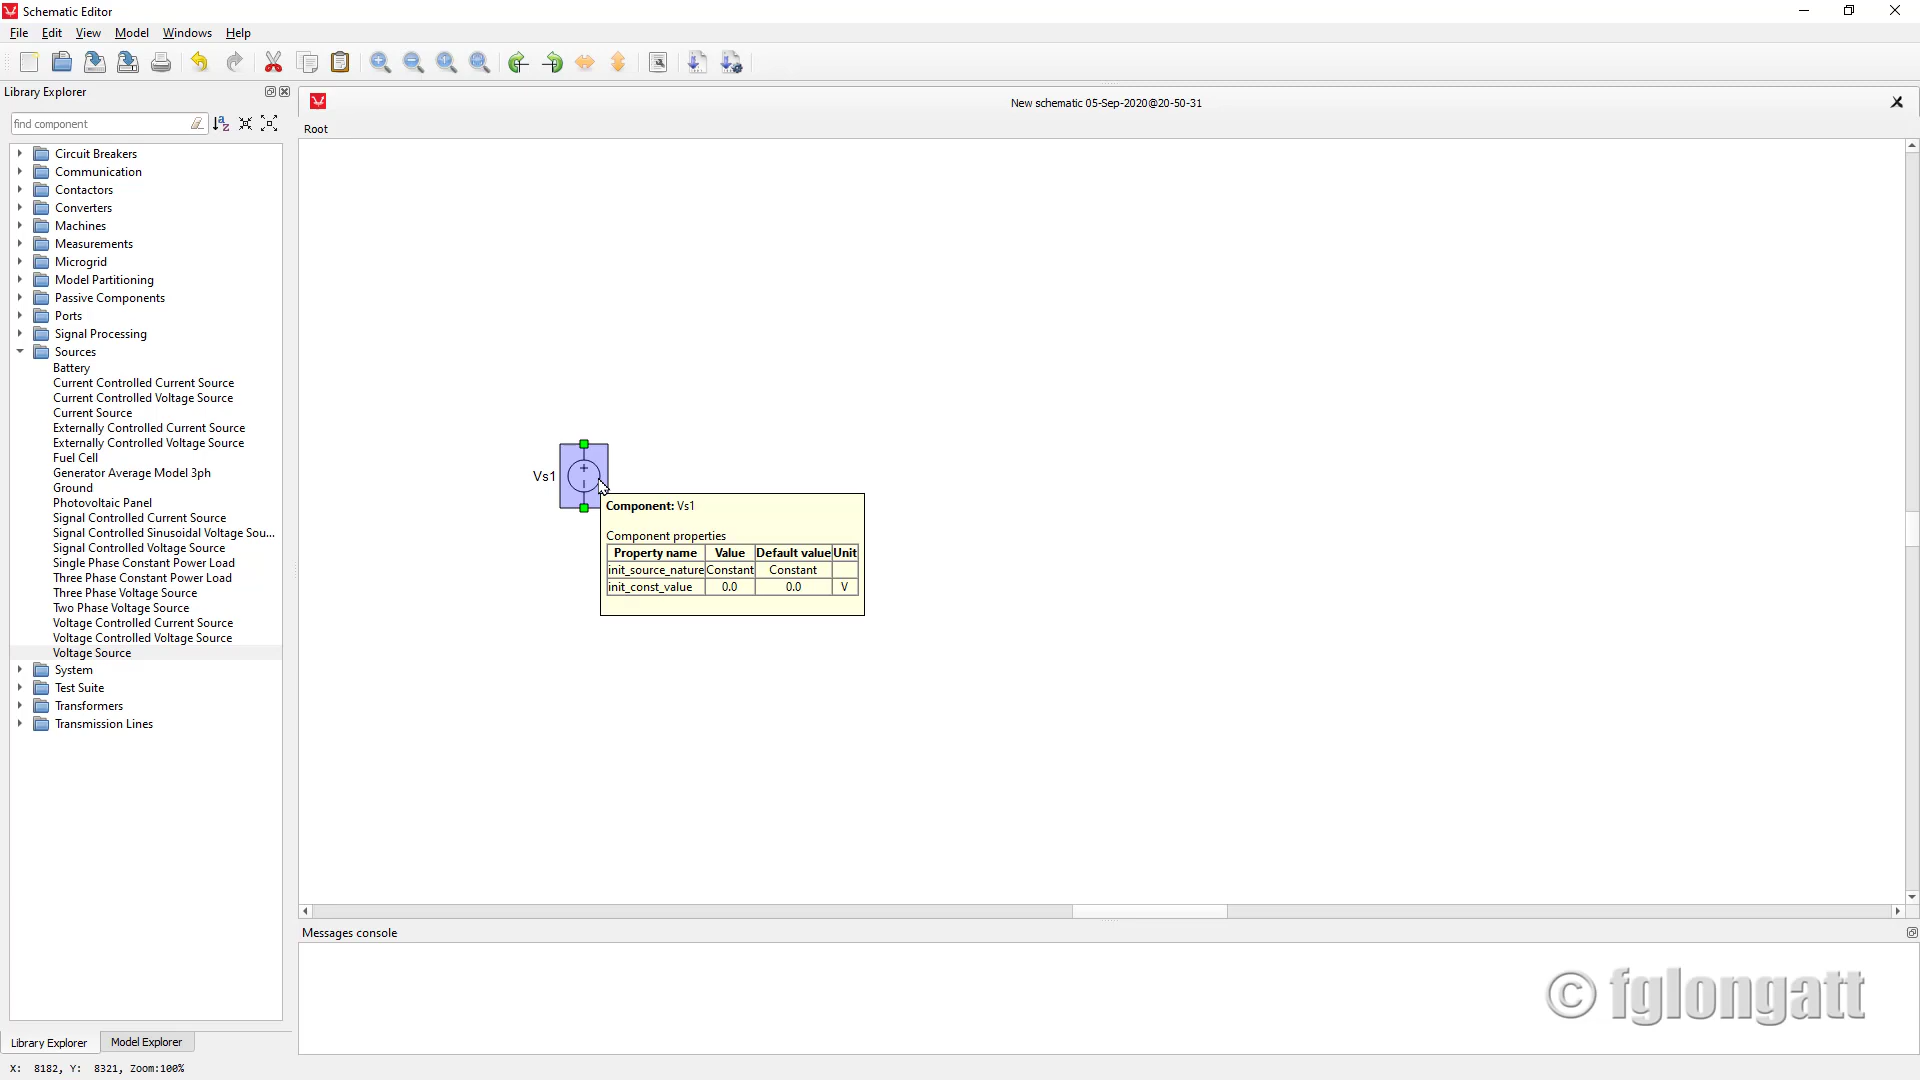 Schematic Editor
File Edit View Model Windows Help
Library Explorer
New schematic 05-Sep-2020@20-50-31
find component
Root
Circuit Breakers
Communication
Contactors
Converters
Machines
Measurements
Microgrid
Model Partitioning
Passive Components
Ports
Signal Processing
Sources
Battery
Current Controlled Current Source
Current Controlled Voltage Source
Current Source
Externally Controlled Current Source
Externally Controlled Voltage Source
Fuel Cell
Generator Average Model 3ph
Ground
Photovoltaic Panel
Signal Controlled Current Source
Signal Controlled Sinusoidal Voltage Sou...
Signal Controlled Voltage Source
Single Phase Constant Power Load
Three Phase Constant Power Load
Three Phase Voltage Source
Two Phase Voltage Source
Voltage Controlled Current Source
Voltage Controlled Voltage Source
Voltage Source
System
Test Suite
Transformers
Transmission Lines
Vs1
Component: Vs1
Component properties
Property name Value Default value Unit
init_source_nature Constant Constant
init_const_value 0.0 0.0 V
Messages console
© fglongatt
Library Explorer Model Explorer
X: 8182, Y: 8321, Zoom:100%